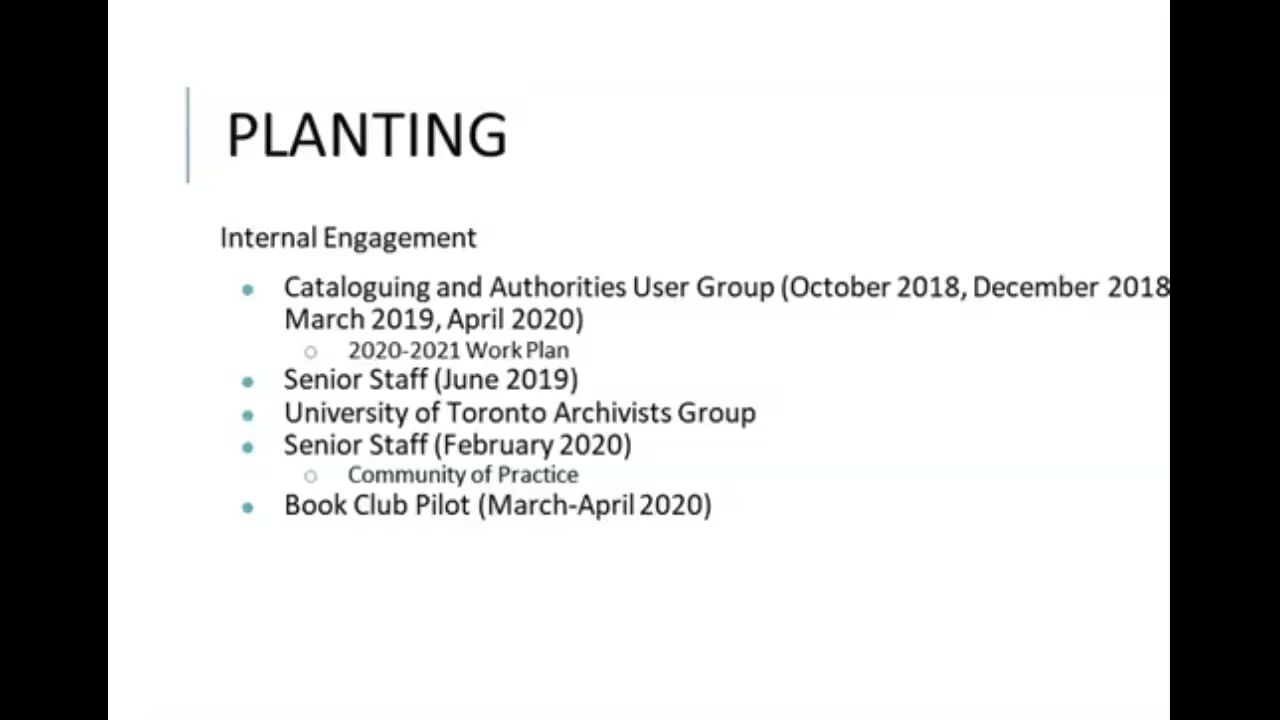 PLANTING
Internal Engagement
• Cataloguing and Authorities User Group (October 2018, December 2018
March 2019, April 2020)
○ 2020-2021 Work Plan
• Senior Staff (June 2019)
• University of Toronto Archivists Group
• Senior Staff (February 2020)
○ Community of Practice
• Book Club Pilot (March-April 2020)